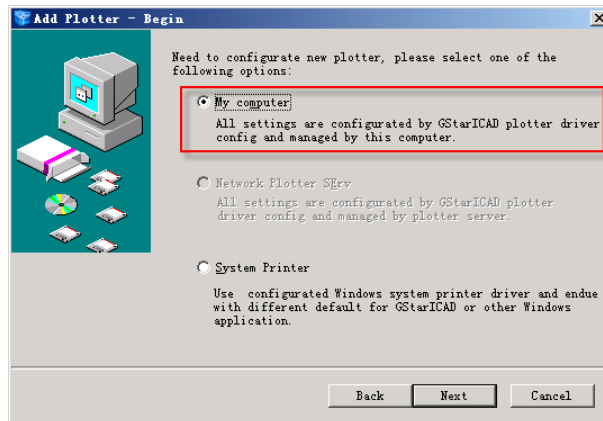 Add Plotter - Begin
Need to configurate new plotter, please select one of the
following options:
My computer
All settings are configurated by GStarICAD plotter driver
config and managed by this computer.
Network Plotter SErv
All settings are configurated by GStarICAD plotter
driver config and managed by plotter server.
System Printer
Use configurated Windows system printer driver and endue
with different default for GStarICAD or other Windows
application.
Back Next Cancel